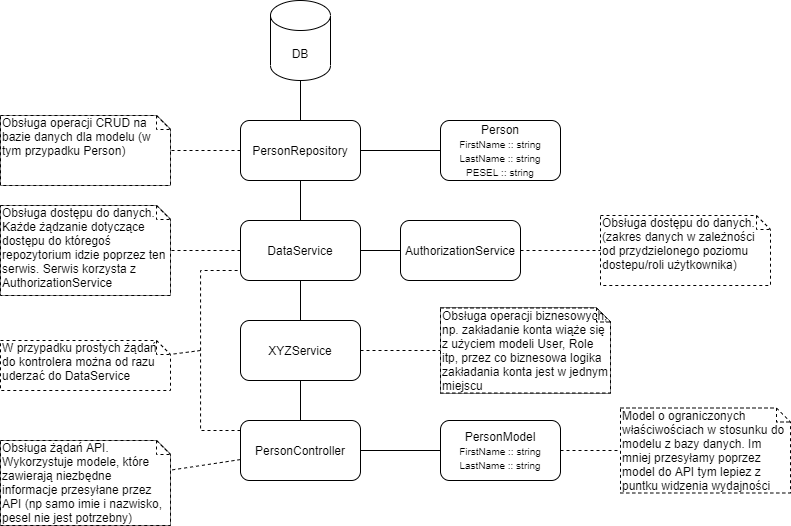 DB
Obsługa operacji CRUD na
bazie danych dla modelu (w
tym przypadku Person)
PersonRepository
Person
FirstName :: string
LastName :: string
PESEL :: string
Obsługa dostępu do danych.
Każde żądzanie dotyczące
dostępu do któregoś
repozytorium idzie poprzez ten
serwis. Serwis korzysta z
AuthorizationService
DataService
AuthorizationService
Obsługa dostępu do danych.
(zakres danych w zależności
od przydzielonego poziomu
dostepu/roli użytkownika)
W przypadku prostych żądań
do kontrolera można od razu
uderzać do DataService
XYZService
Obsługa operacji biznesowych,
np. zakładanie konta wiąże się
z użyciem modeli User, Role
itp, przez co biznesowa logika
zakładania konta jest w jednym
miejscu
Obsługa żądań API.
Wykorzystuje modele, które
zawierają niezbędne
informacje przesyłane przez
API (np samo imie i nazwisko,
pesel nie jest potrzebny)
PersonController
PersonModel
FirstName :: string
LastName :: string
Model o ograniczonych
właściwościach w stosunku do
modelu z bazy danych. Im
mniej przesyłamy poprzez
model do API tym lepiez z
puntku widzenia wydajności